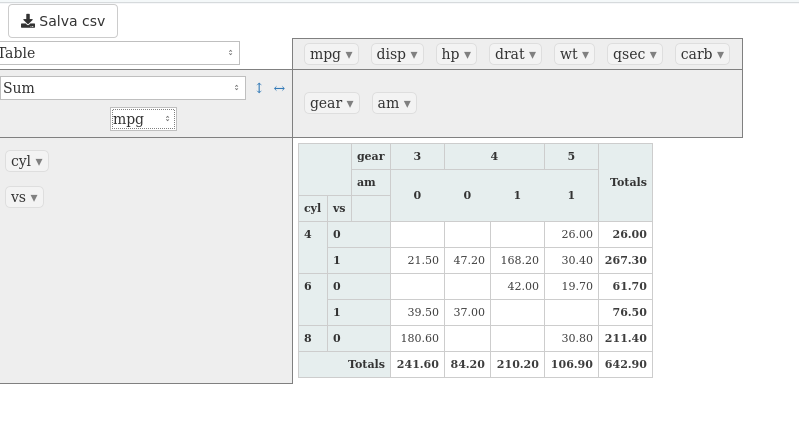 Salva csv
Table
mpg ▾ disp ▾ hp ▾ drat ▾ wt ▾ qsec ▾ carb ▾
Sum ↕ ↔
mpg
gear ▾ am ▾
cyl ▾
vs ▾
gear 3 4 5 Totals
am 0 0 1 1
cyl vs
4 0 26.00 26.00
1 21.50 47.20 168.20 30.40 267.30
6 0 42.00 19.70 61.70
1 39.50 37.00 76.50
8 0 180.60 30.80 211.40
Totals 241.60 84.20 210.20 106.90 642.90